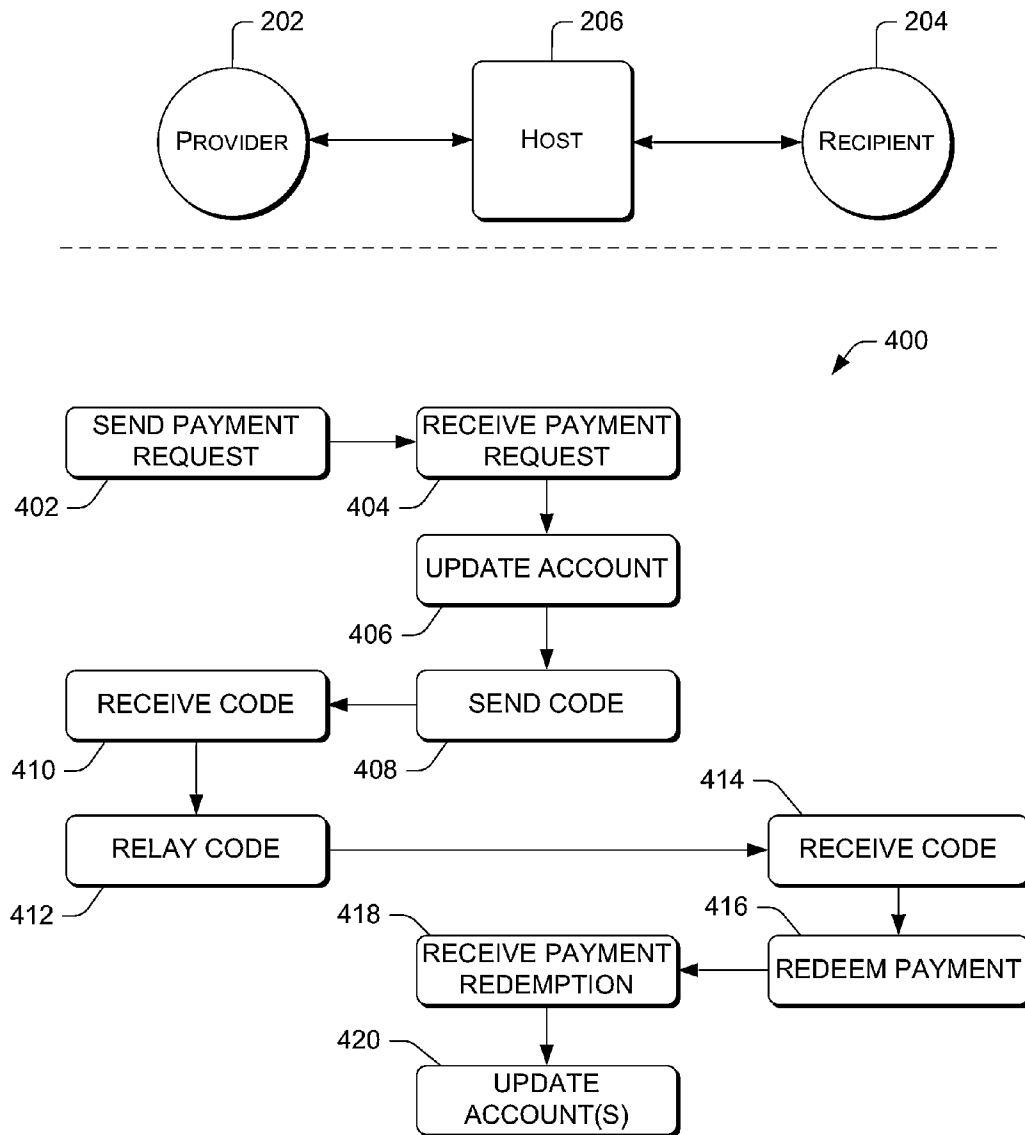 202
206
204
PROVIDER
HOST
RECIPIENT
400
SEND PAYMENT
REQUEST
402
RECEIVE PAYMENT
REQUEST
404
UPDATE ACCOUNT
406
RECEIVE CODE
410
SEND CODE
408
RELAY CODE
412
414
RECEIVE CODE
416
REDEEM PAYMENT
418
RECEIVE PAYMENT
REDEMPTION
420
UPDATE
ACCOUNT(S)